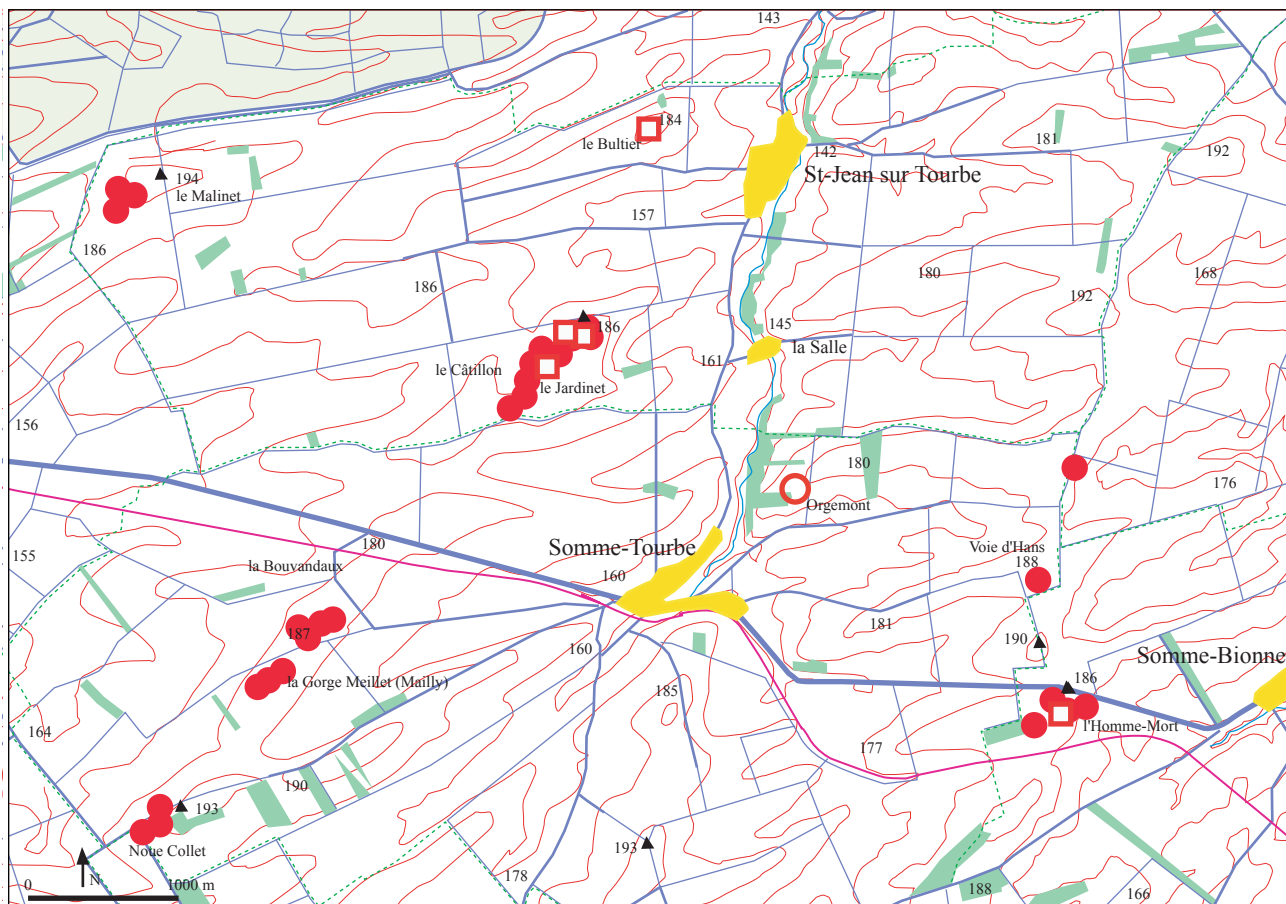 143
184
le Bultier
142
181
192
194
le Malinet
St-Jean sur Tourbe
157
186
180
168
186
192
145
186
la Salle
161
le Câtillon
le Jardinet
156
180
176
Orgemont
155
180
Somme-Tourbe
Voie d'Hans
la Bouvandaux
160
188
187
181
190
160
Somme-Bionne
la Gorge Meillet (Mailly)
186
185
164
l'Homme-Mort
177
190
193
193
Noue Collet
178
N
0
1000 m
188
166